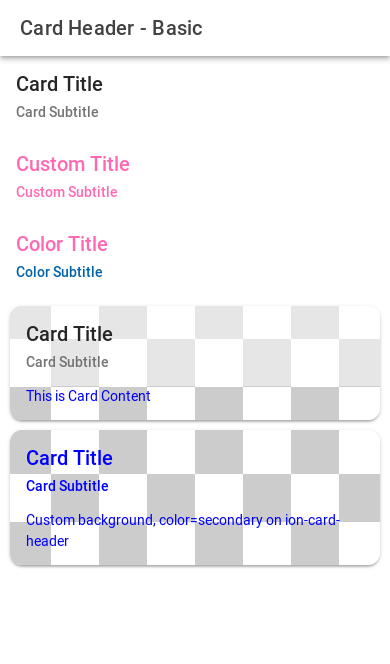 Card Header - Basic
Card Title
Card Subtitle
Custom Title
Custom Subtitle
Color Title
Color Subtitle
Card Title
Card Subtitle
This is Card Content
Card Title
Card Subtitle
Custom background, color=secondary on ion-card-
header